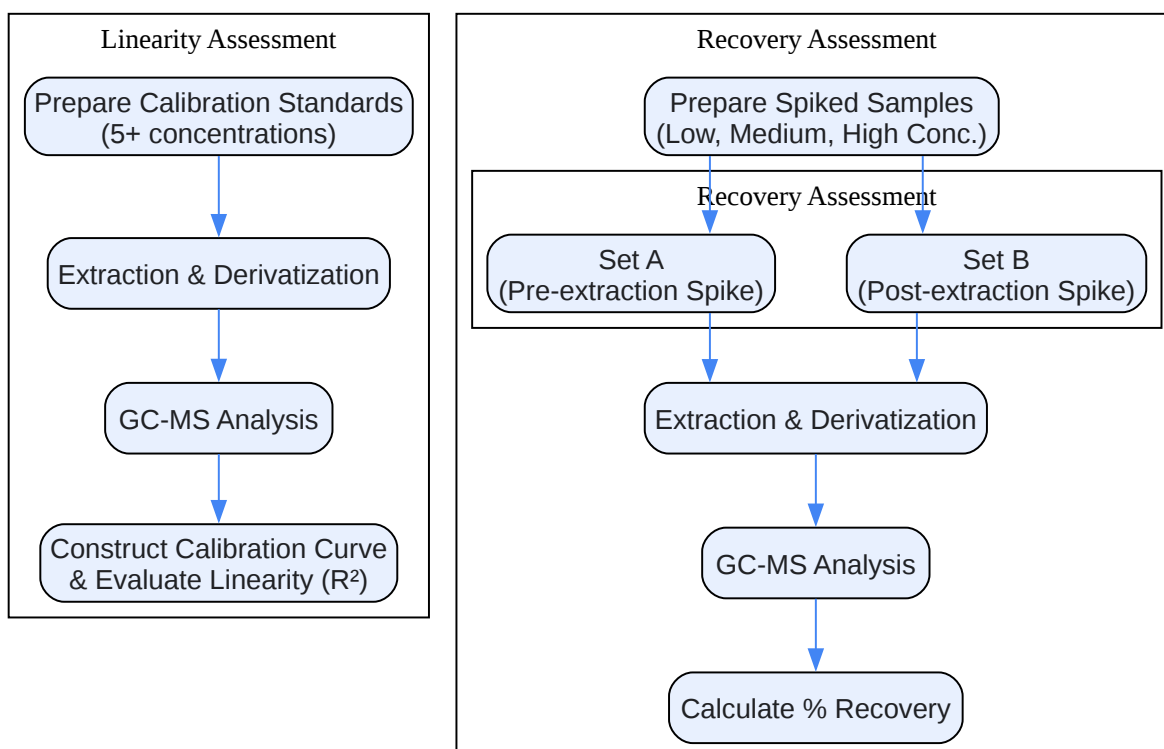 Linearity Assessment
Prepare Calibration Standards
(5+ concentrations)
Extraction & Derivatization
GC-MS Analysis
Construct Calibration Curve
& Evaluate Linearity (R²)
Recovery Assessment
Prepare Spiked Samples
(Low, Medium, High Conc.)
Recovery Assessment
Set A
(Pre-extraction Spike)
Set B
(Post-extraction Spike)
Extraction & Derivatization
GC-MS Analysis
Calculate % Recovery